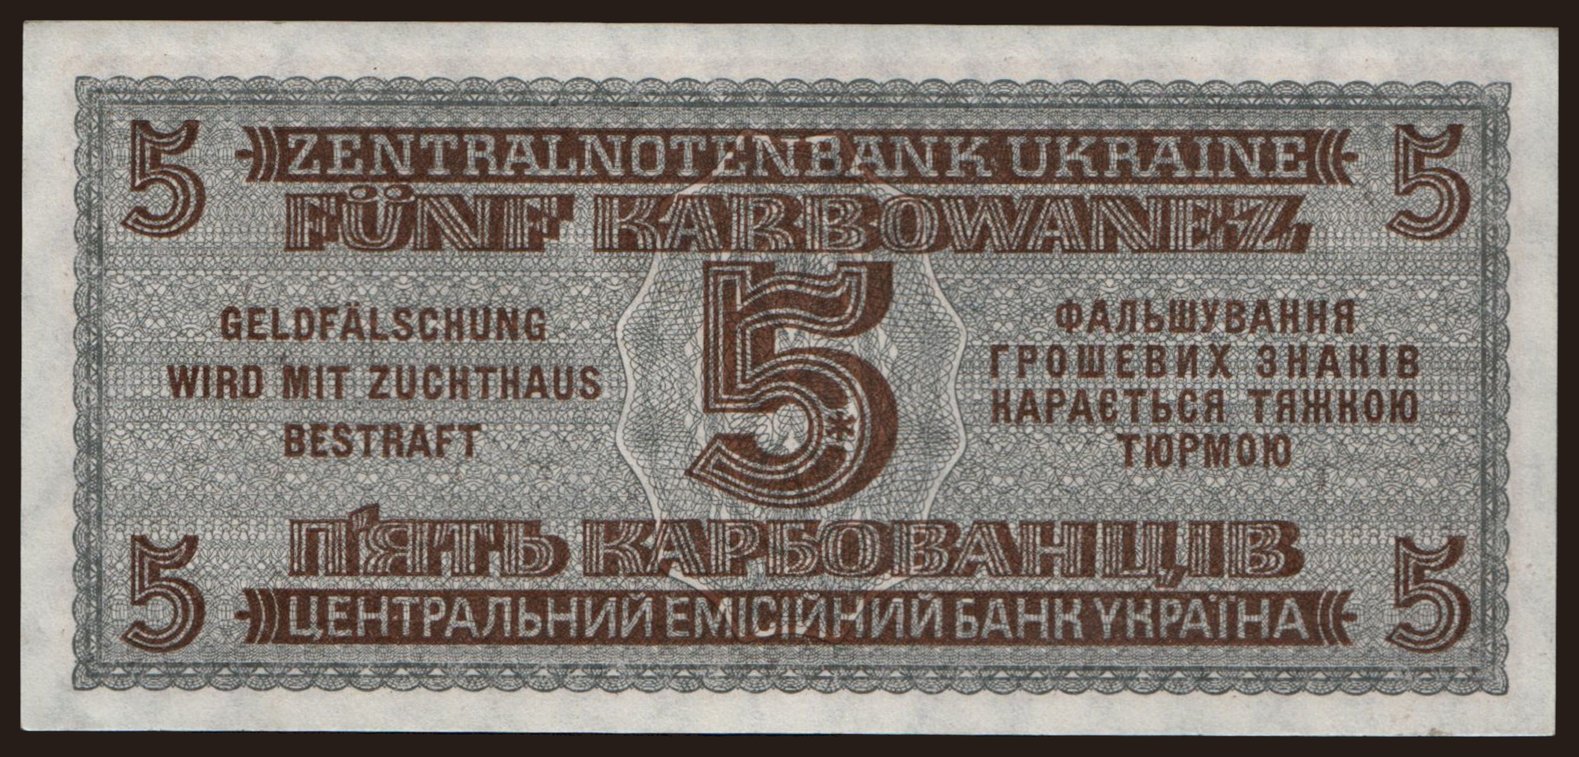 5 ZENTRALNOTENBANK UKRAINE 5
FÜNF KARBOWANEZ
GELDFÄLSCHUNG
WIRD MIT ZUCHTHAUS
BESTRAFT
5
ФАЛЬШУВАННЯ
ГРОШЕВИХ ЗНАКІВ
КАРАЄТЬСЯ ТЯЖКОЮ
ТЮРМОЮ
П'ЯТЬ КАРБОВАНЦІВ
5 ЦЕНТРАЛЬНИЙ ЕМІСІЙНИЙ БАНК УКРАЇНА 5